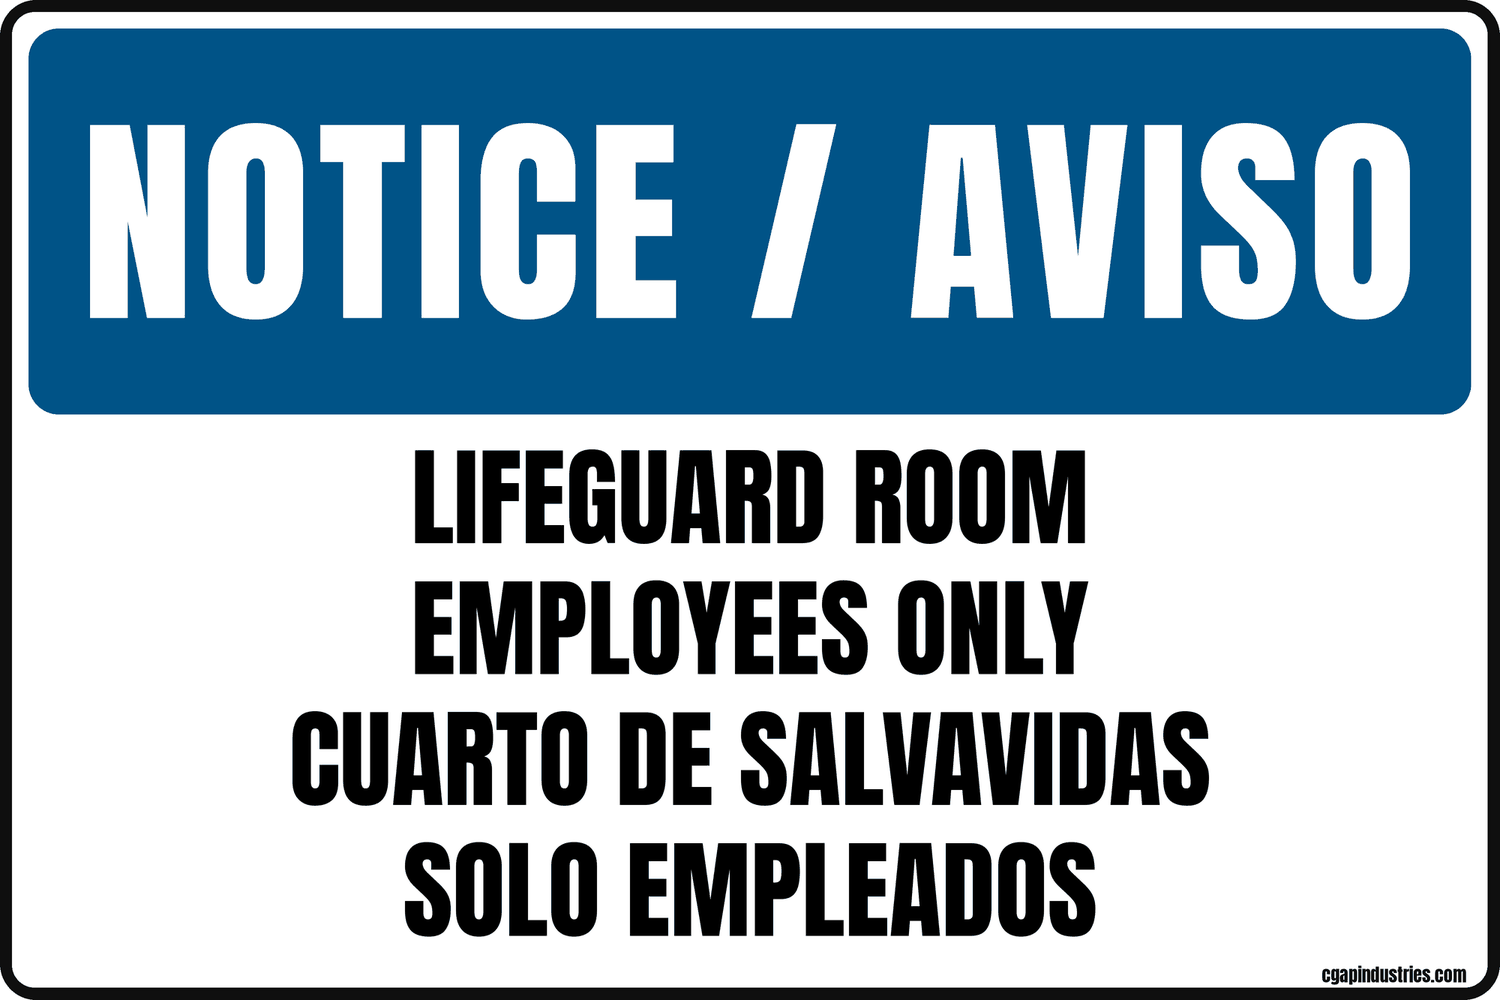 NOTICE / AVISO
LIFEGUARD ROOM
EMPLOYEES ONLY
CUARTO DE SALVAVIDAS
SOLO EMPLEADOS
cgapindustries.com